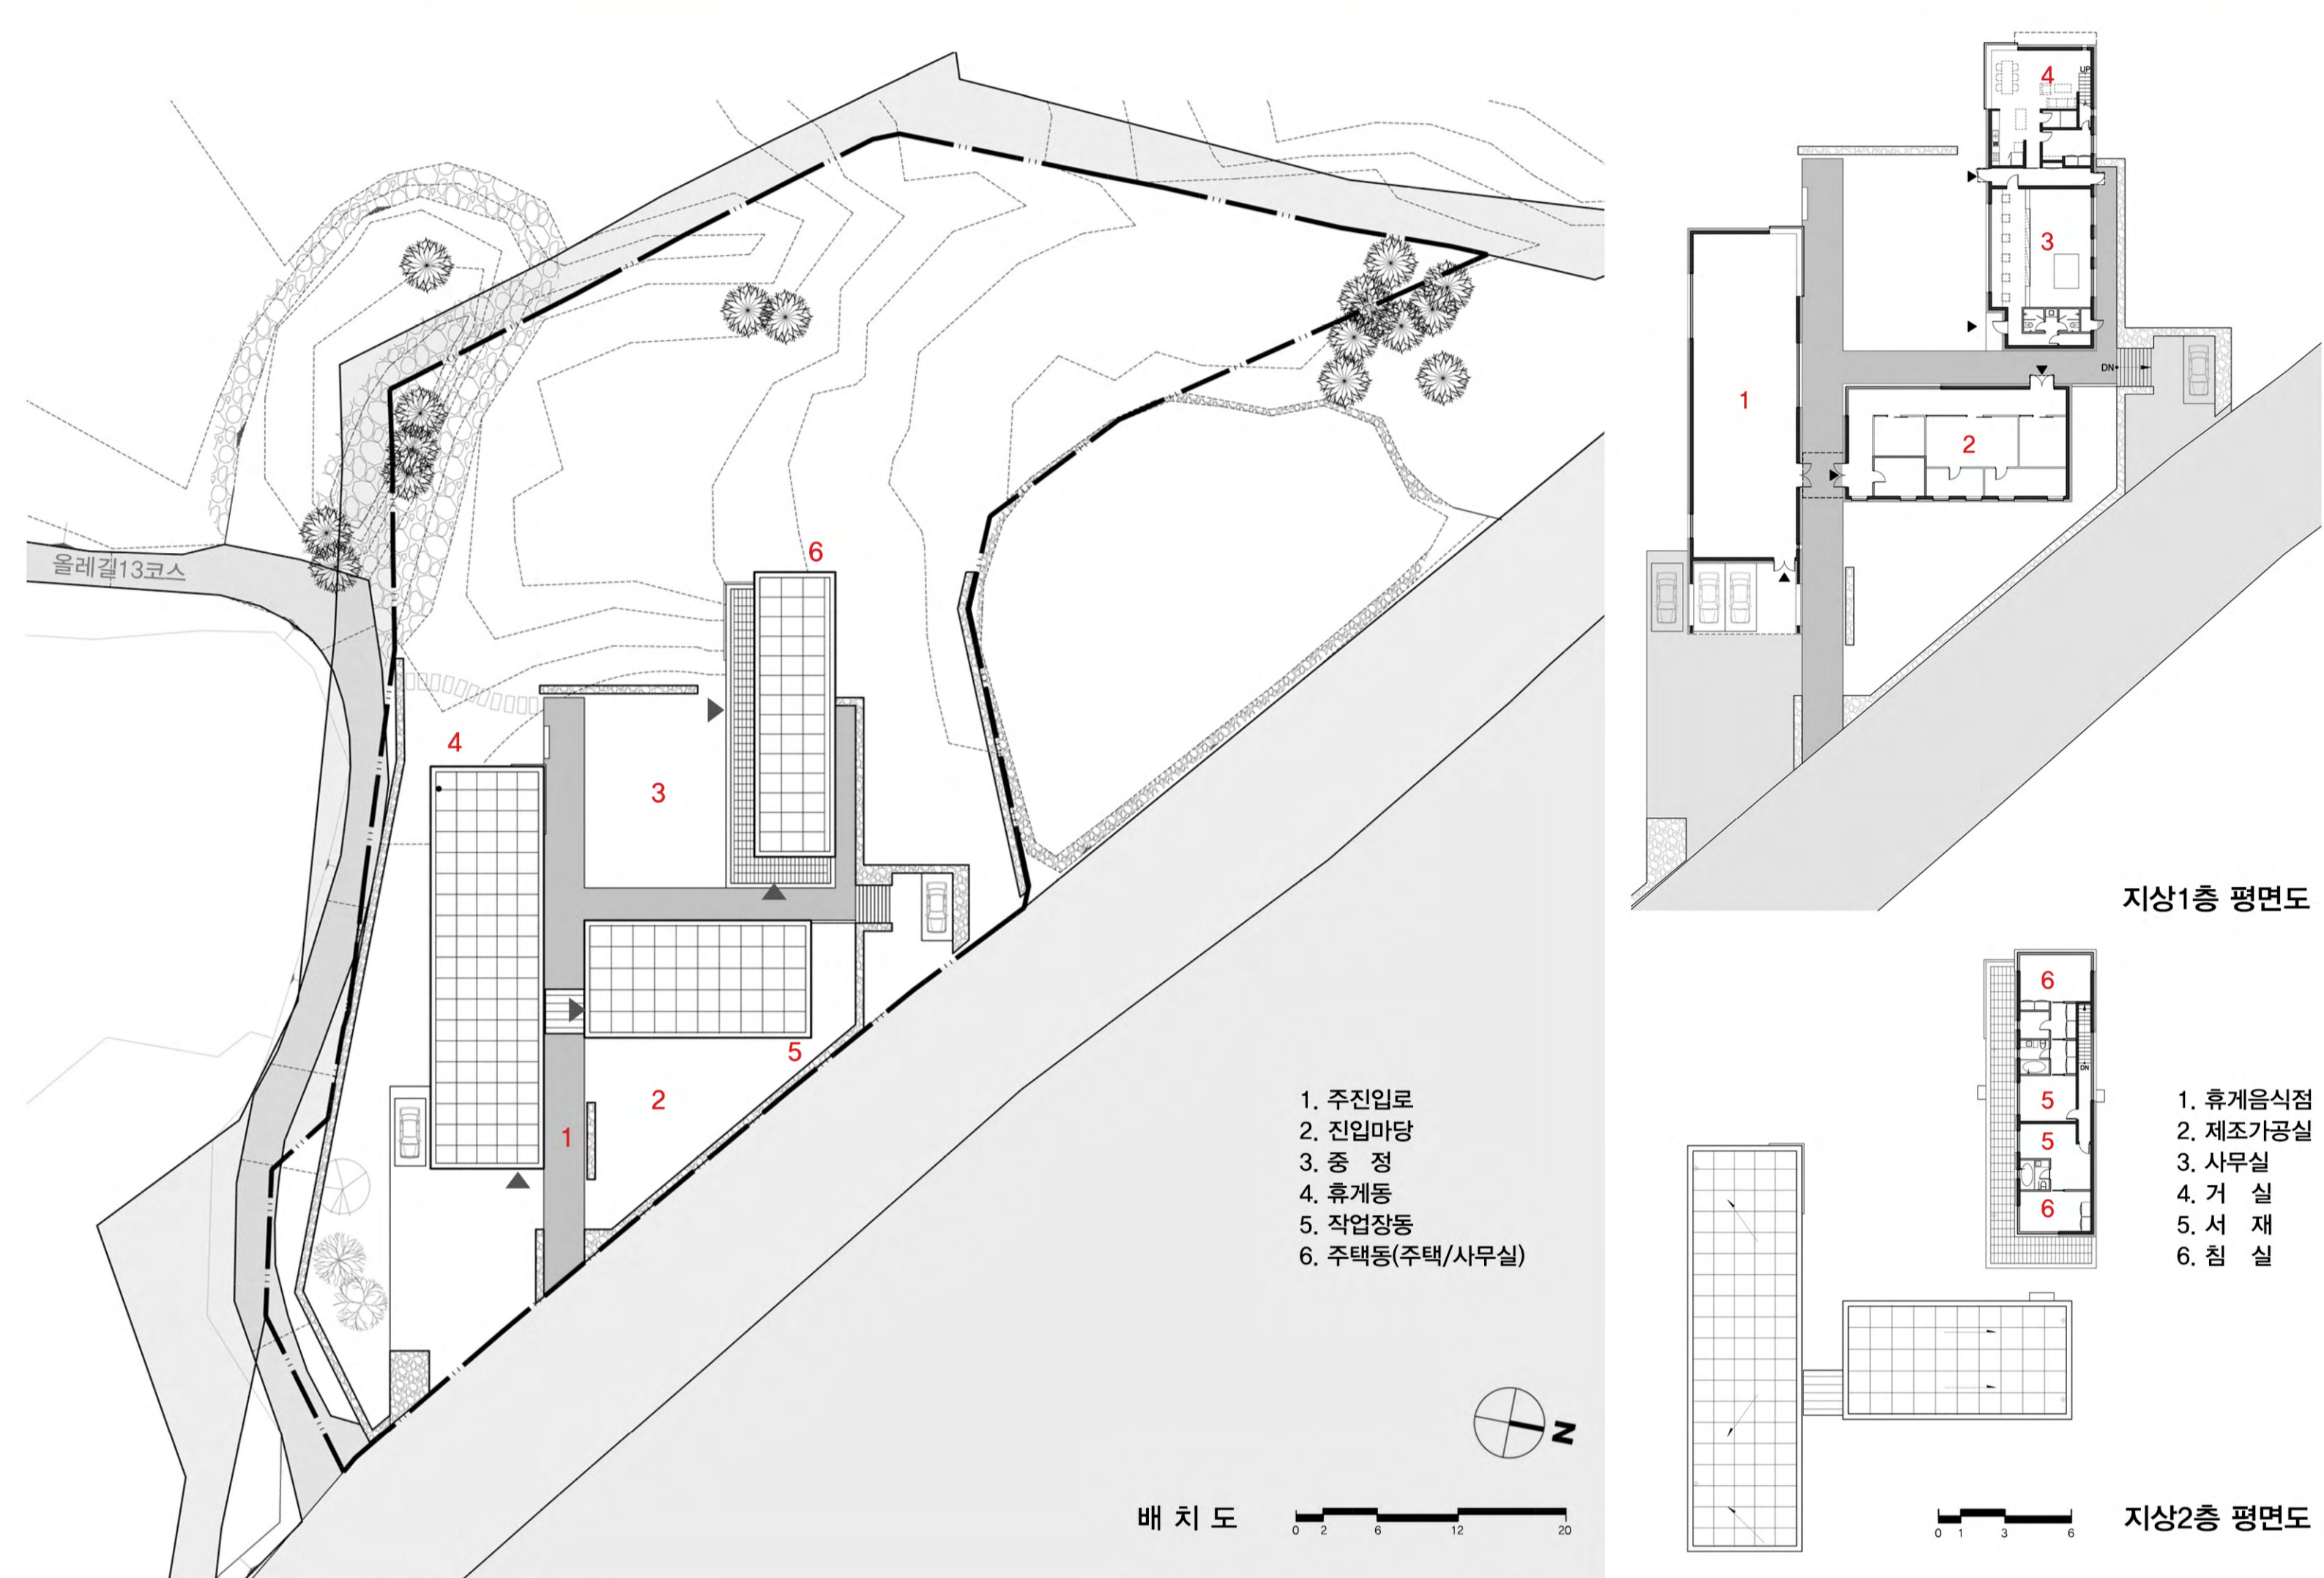 올레길13코스
6
4
3
5
2
1
1. 주진입로
2. 진입마당
3. 중 정
4. 휴게동
5. 작업장동
6. 주택동(주택/사무실)
N
배 치 도
0 2 6 12 20
4
UP
3
1
DN
2
지상1층 평면도
6
DN
5
5
6
1. 휴게음식점
2. 제조가공실
3. 사무실
4. 거 실
5. 서 재
6. 침 실
0 1 3 6
지상2층 평면도